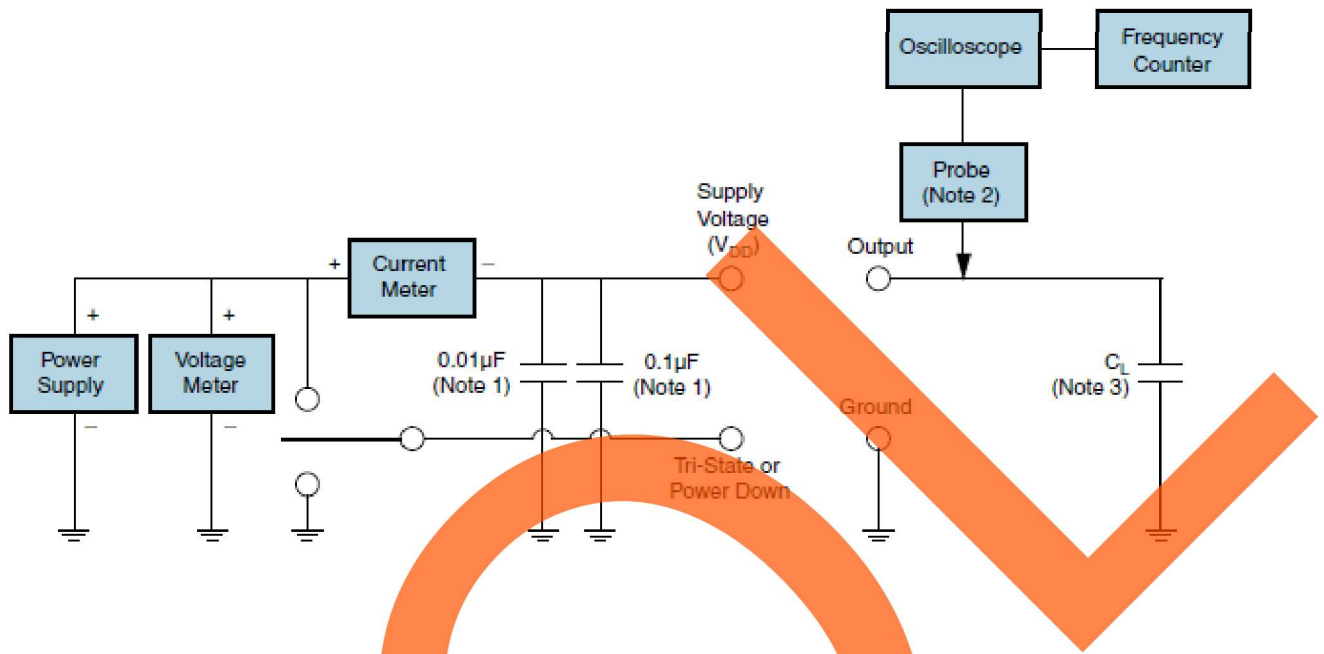 Oscilloscope
Frequency
Counter
Probe
(Note 2)
Supply
Voltage
(VDD)
Output
+
Current
Meter
–
+
Power
Supply
–
+
Voltage
Meter
–
0.01µF
(Note 1)
0.1µF
(Note 1)
CL
(Note 3)
Ground
Tri-State or
Power Down